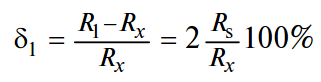 δ₁ = (R₁ – Rₓ) / Rₓ = 2 (Rₛ / Rₓ) 100%